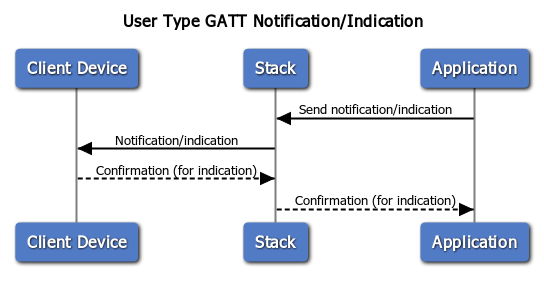 User Type GATT Notification/Indication
Client Device
Stack
Application
Send notification/indication
Notification/indication
Confirmation (for indication)
Confirmation (for indication)
Client Device
Stack
Application